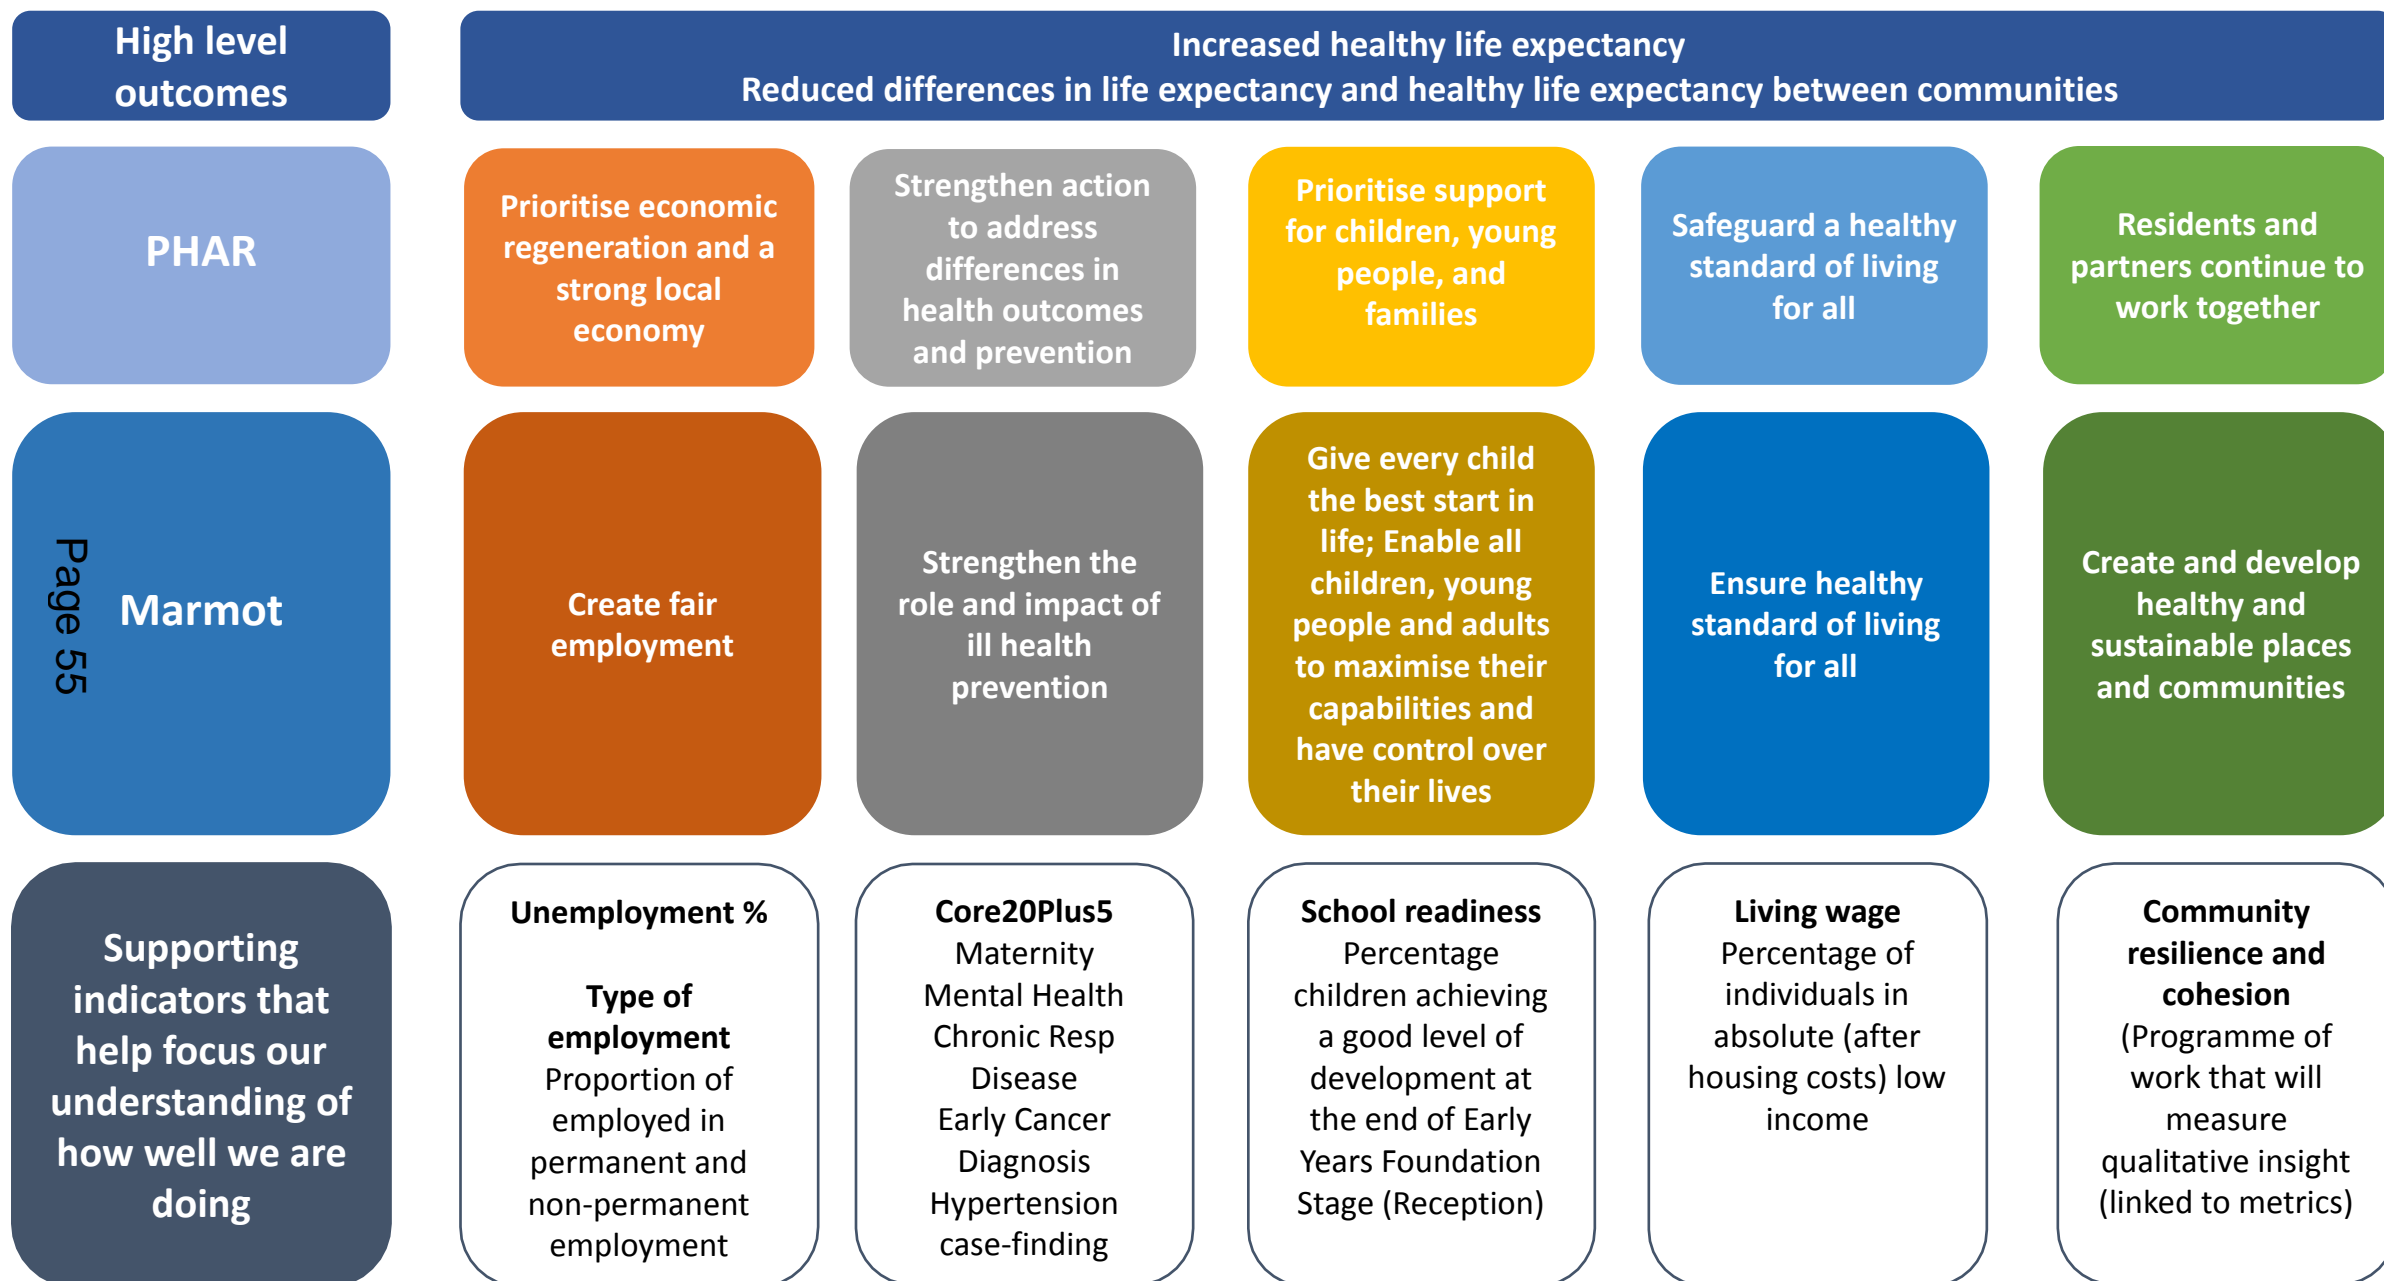 High level
outcomes
Increased healthy life expectancy
Reduced differences in life expectancy and healthy life expectancy between communities
PHAR
Prioritise economic
regeneration and a
strong local
economy
Strengthen action
to address
differences in
health outcomes
and prevention
Prioritise support
for children, young
people, and
families
Safeguard a healthy
standard of living
for all
Residents and
partners continue to
work together
Page 55
Marmot
Create fair
employment
Strengthen the
role and impact of
ill health
prevention
Give every child
the best start in
life; Enable all
children, young
people and adults
to maximise their
capabilities and
have control over
their lives
Ensure healthy
standard of living
for all
Create and develop
healthy and
sustainable places
and communities
Supporting
indicators that
help focus our
understanding of
how well we are
doing
Unemployment %
Type of
employment
Proportion of
employed in
permanent and
non-permanent
employment
Core20Plus5
Maternity
Mental Health
Chronic Resp
Disease
Early Cancer
Diagnosis
Hypertension
case-finding
School readiness
Percentage
children achieving
a good level of
development at
the end of Early
Years Foundation
Stage (Reception)
Living wage
Percentage of
individuals in
absolute (after
housing costs) low
income
Community
resilience and
cohesion
(Programme of
work that will
measure
qualitative insight
(linked to metrics)